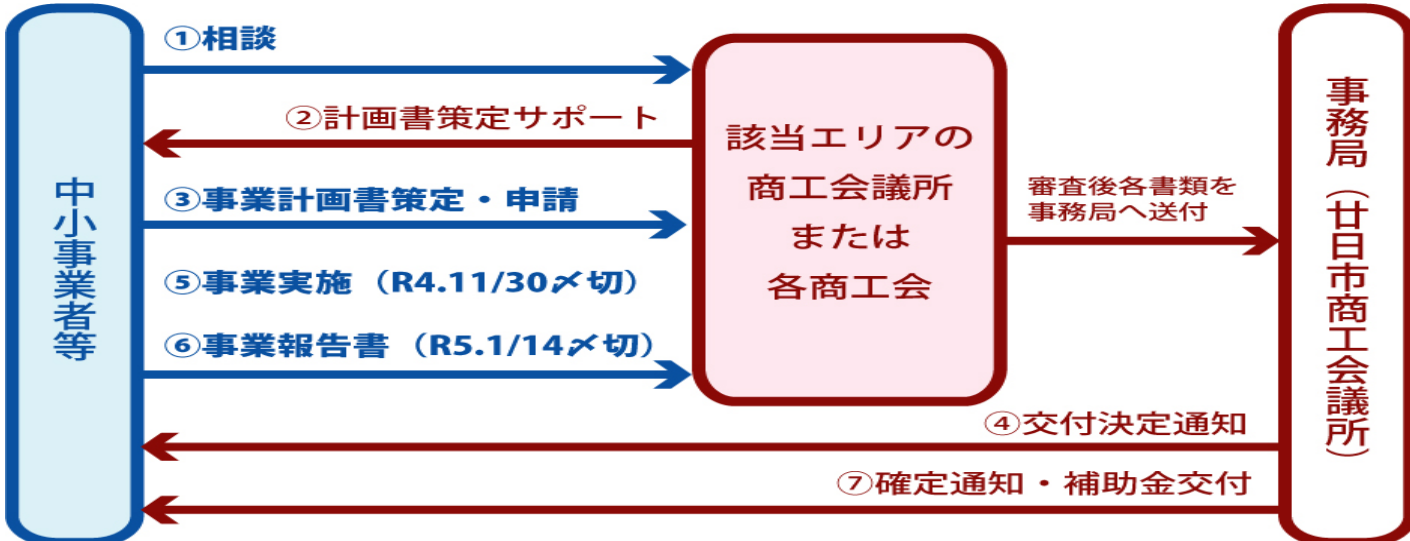 中小事業者等
①相談
②計画書策定サポート
③事業計画書策定・申請
⑤事業実施（R4.11/30〆切）
⑥事業報告書（R5.1/14〆切）
該当エリアの
商工会議所
または
各商工会
審査後各書類を
事務局へ送付
④交付決定通知
⑦確定通知・補助金交付
事務局（廿日市商工会議所）